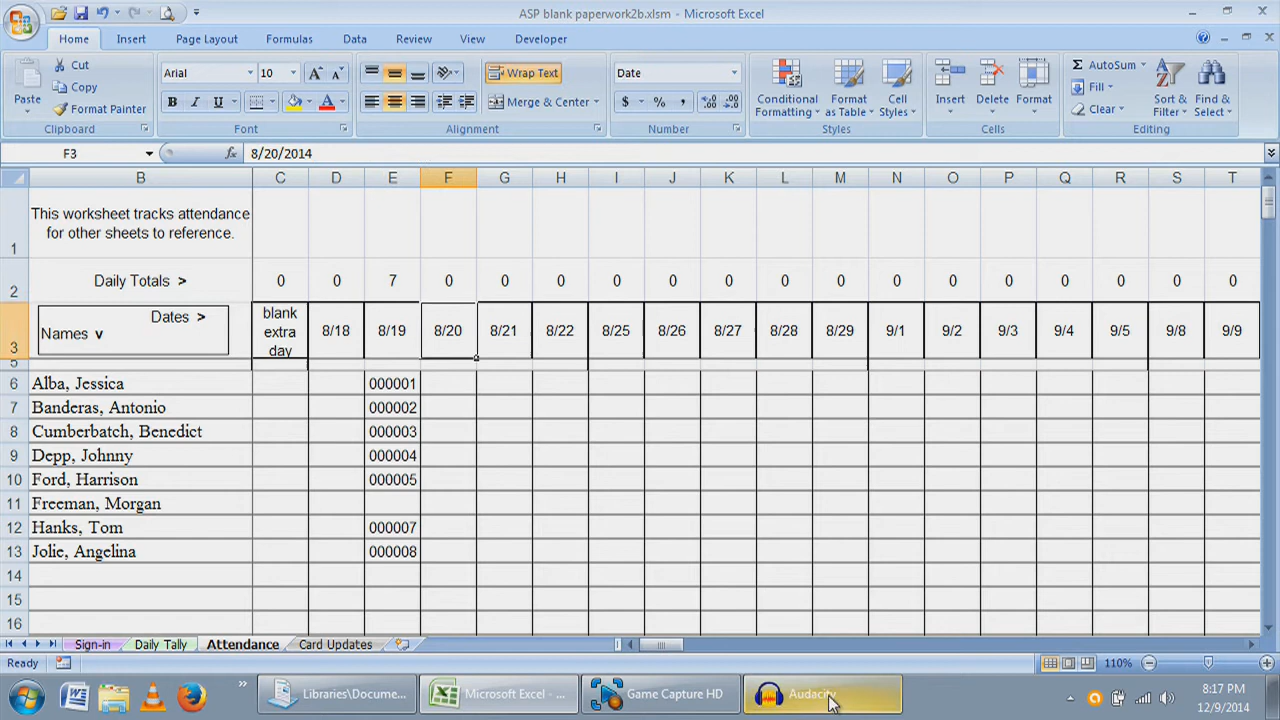 ASP blank paperwork2b.xlsm - Microsoft Excel
Home Insert Page Layout Formulas Data Review View Developer
Paste Cut Copy Format Painter Clipboard
Arial 10 B I U A Font
Wrap Text Merge & Center Alignment
Date $ % , Number
Conditional Formatting Format as Table Cell Styles Styles
Insert Delete Format Cells
Σ AutoSum Fill Clear Sort & Filter Find & Select Editing
F3 fx 8/20/2014
B C D E F G H I J K L M N O P Q R S T
1 This worksheet tracks attendance
for other sheets to reference.
2 Daily Totals > 0 0 7 0 0 0 0 0 0 0 0 0 0 0 0 0 0 0
3 Dates > Names v blank extra day 8/18 8/19 8/20 8/21 8/22 8/25 8/26 8/27 8/28 8/29 9/1 9/2 9/3 9/4 9/5 9/8 9/9
5
6 Alba, Jessica 000001
7 Banderas, Antonio 000002
8 Cumberbatch, Benedict 000003
9 Depp, Johnny 000004
10 Ford, Harrison 000005
11 Freeman, Morgan
12 Hanks, Tom 000007
13 Jolie, Angelina 000008
14
15
16
Sign-in Daily Tally Attendance Card Updates
Ready 110%
Libraries\Docume... Microsoft Excel - ... Game Capture HD Audacity 8:17 PM
12/9/2014